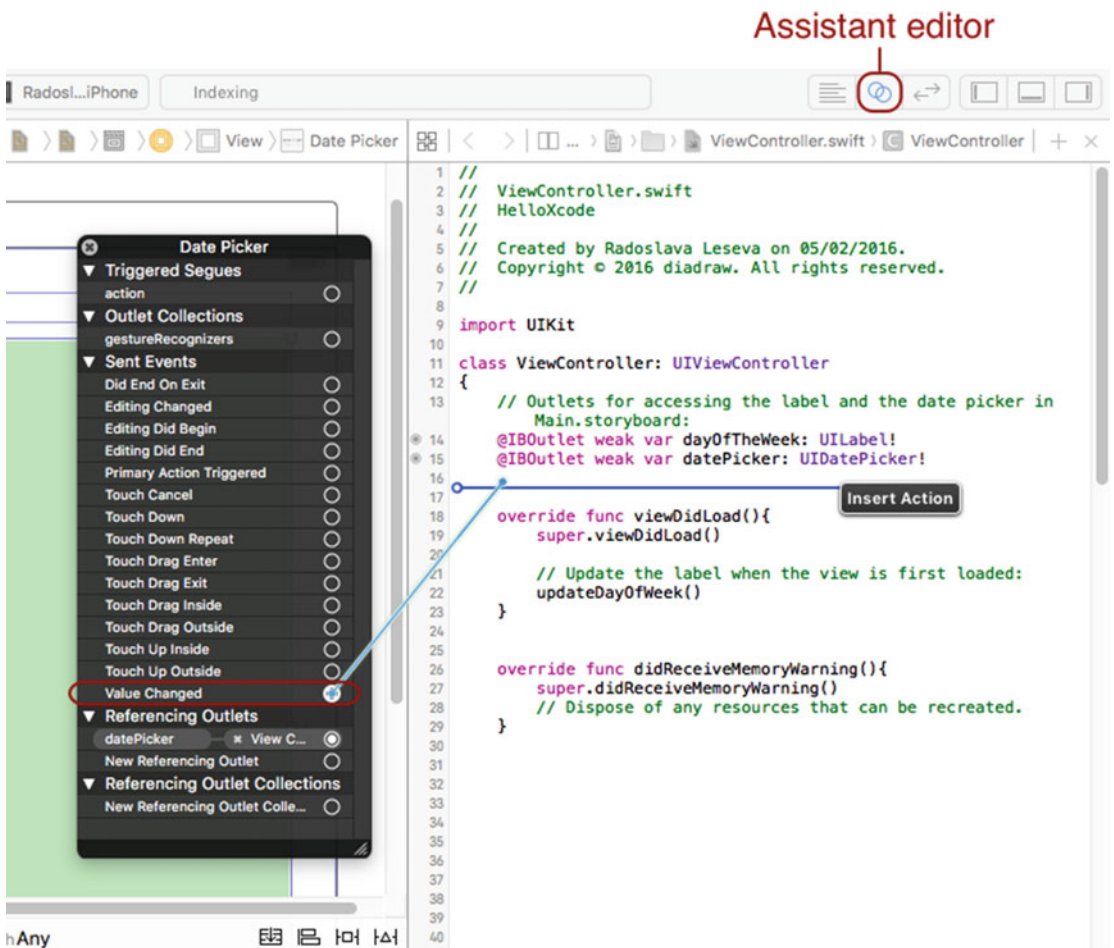 Assistant editor
Radosl...iPhone
Indexing
View
Date Picker
...
ViewController.swift
C
ViewController
Date Picker
Triggered Segues
action
Outlet Collections
gestureRecognizers
Sent Events
Did End On Exit
Editing Changed
Editing Did Begin
Editing Did End
Primary Action Triggered
Touch Cancel
Touch Down
Touch Down Repeat
Touch Drag Enter
Touch Drag Exit
Touch Drag Inside
Touch Drag Outside
Touch Up Inside
Touch Up Outside
Value Changed
Referencing Outlets
datePicker
View C...
New Referencing Outlet
Referencing Outlet Collections
New Referencing Outlet Colle...
Any
1 //
2 // ViewController.swift
3 // HelloXcode
4 //
5 // Created by Radoslava Leseva on 05/02/2016.
6 // Copyright © 2016 diadraw. All rights reserved.
7 //
8
9 import UIKit
10
11 class ViewController: UIViewController
12 {
13 // Outlets for accessing the label and the date picker in
Main.storyboard:
14 @IBOutlet weak var dayOfTheWeek: UILabel!
15 @IBOutlet weak var datePicker: UIDatePicker!
16
17
Insert Action
18 override func viewDidLoad(){
19 super.viewDidLoad()
20
21 // Update the label when the view is first loaded:
22 updateDayOfWeek()
23 }
24
25
26 override func didReceiveMemoryWarning(){
27 super.didReceiveMemoryWarning()
28 // Dispose of any resources that can be recreated.
29 }
30
31
32
33
34
35
36
37
38
39
40